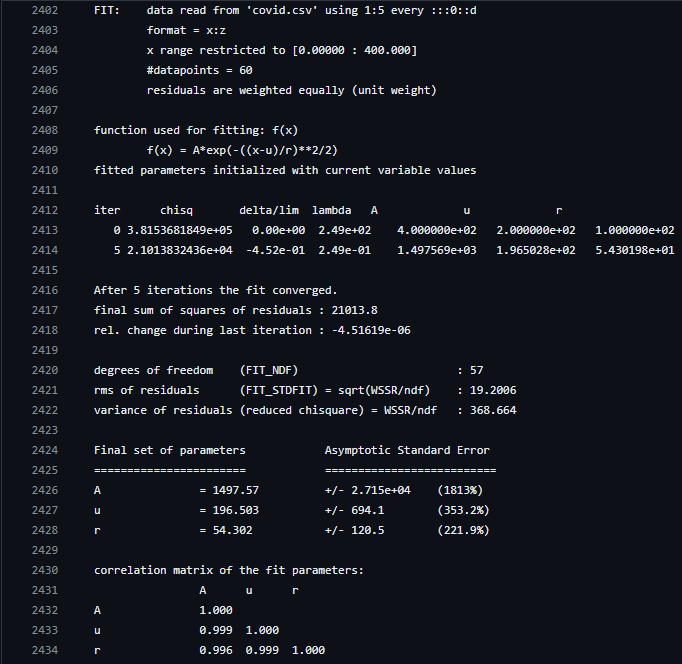 2402 FIT:    data read from 'covid.csv' using 1:5 every :::0::d
2403         format = x:z
2404         x range restricted to [0.00000 : 400.000]
2405         #datapoints = 60
2406         residuals are weighted equally (unit weight)
2407
2408 function used for fitting: f(x)
2409         f(x) = A*exp(-((x-u)/r)**2/2)
2410 fitted parameters initialized with current variable values
2411
2412 iter      chisq       delta/lim  lambda   A             u             r
2413    0 3.8153681849e+05   0.00e+00  2.49e+02    4.000000e+02   2.000000e+02   1.000000e+02
2414    5 2.1013832436e+04  -4.52e-01  2.49e-01    1.497569e+03   1.965028e+02   5.430198e+01
2415
2416 After 5 iterations the fit converged.
2417 final sum of squares of residuals : 21013.8
2418 rel. change during last iteration : -4.51619e-06
2419
2420 degrees of freedom    (FIT_NDF)                        : 57
2421 rms of residuals      (FIT_STDFIT) = sqrt(WSSR/ndf)    : 19.2006
2422 variance of residuals (reduced chisquare) = WSSR/ndf   : 368.664
2423
2424 Final set of parameters            Asymptotic Standard Error
2425 =======================            ==========================
2426 A               = 1497.57          +/- 2.715e+04    (1813%)
2427 u               = 196.503          +/- 694.1        (353.2%)
2428 r               = 54.302           +/- 120.5        (221.9%)
2429
2430 correlation matrix of the fit parameters:
2431                 A      u      r
2432 A               1.000
2433 u               0.999  1.000
2434 r               0.996  0.999  1.000